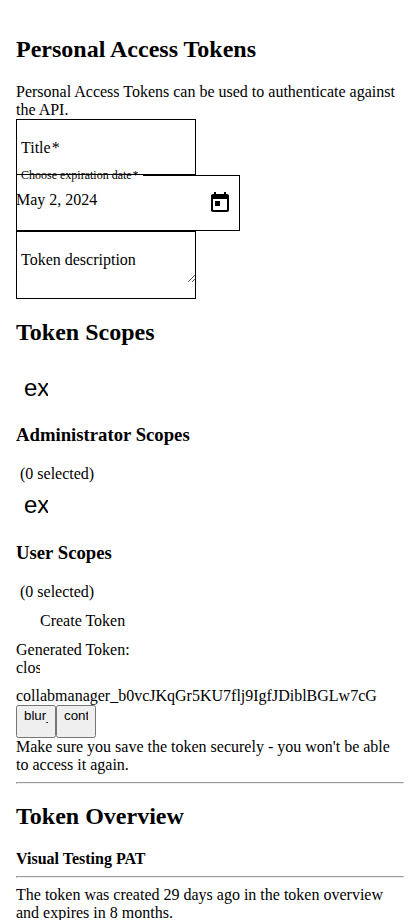 Personal Access Tokens
Personal Access Tokens can be used to authenticate against
the API.
Title*
Choose expiration date*
May 2, 2024
Token description
Token Scopes
ex
Administrator Scopes
(0 selected)
ex
User Scopes
(0 selected)
Create Token
Generated Token:
clos
collabmanager_b0vcJKqGr5KU7flj9IgfJDiblBGLw7cG
blur_ cont
Make sure you save the token securely - you won't be able
to access it again.
Token Overview
Visual Testing PAT
The token was created 29 days ago in the token overview
and expires in 8 months.